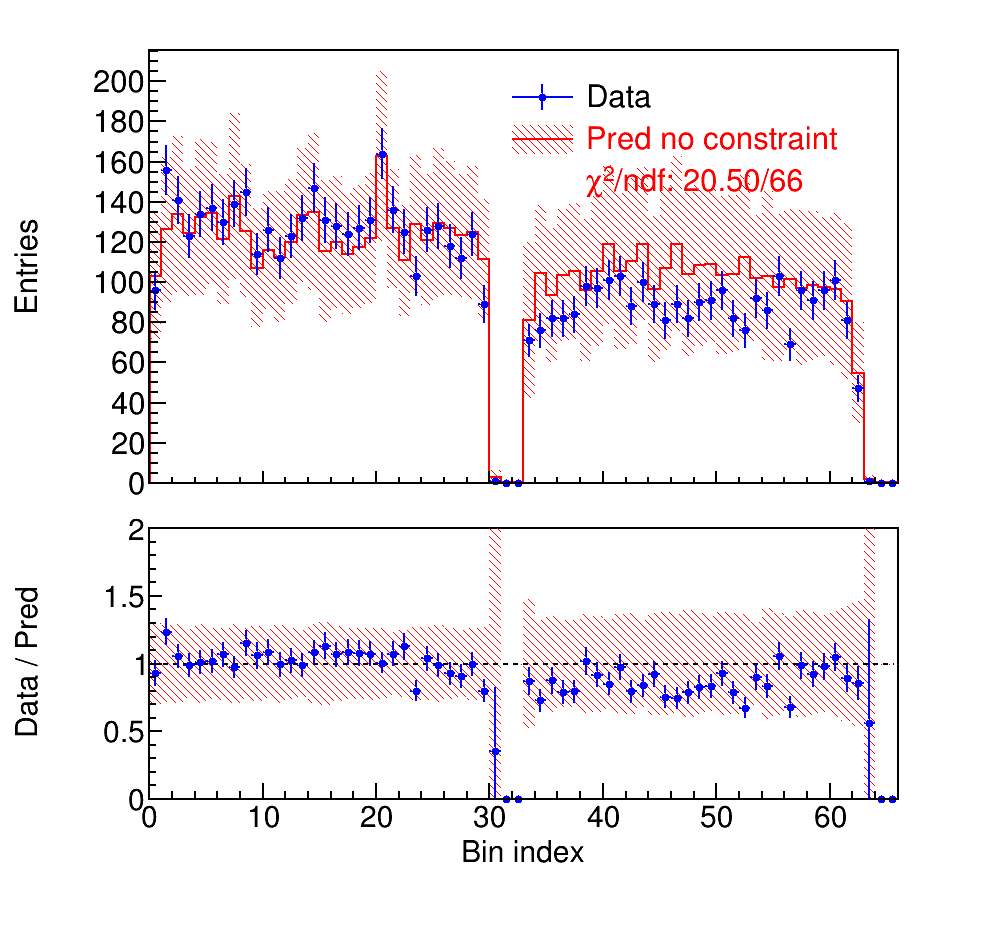 Entries
200
180
160
140
120
100
80
60
40
20
0
Data
Pred no constraint
χ²/ndf: 20.50/66
Data / Pred
2
1.5
1
0.5
0
0 10 20 30 40 50 60
Bin index